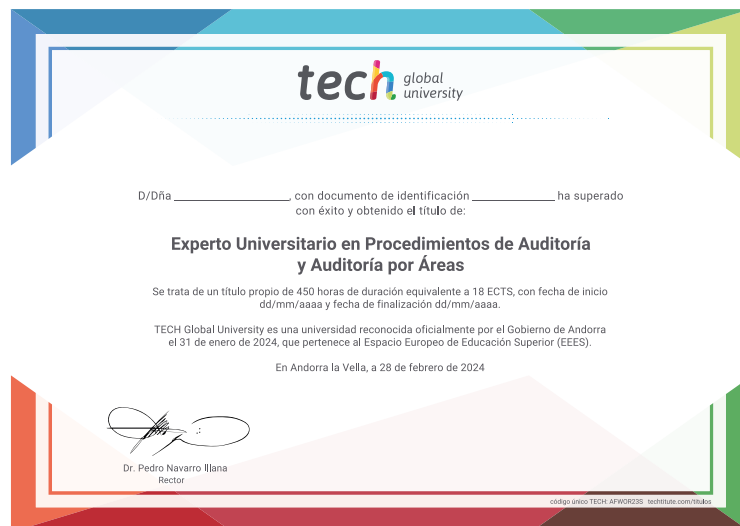 tech global university
D/Dña ______________, con documento de identificación ______________ ha superado
con éxito y obtenido el título de:
Experto Universitario en Procedimientos de Auditoría
y Auditoría por Áreas
Se trata de un título propio de 450 horas de duración equivalente a 18 ECTS, con fecha de inicio
dd/mm/aaaa y fecha de finalización dd/mm/aaaa.
TECH Global University es una universidad reconocida oficialmente por el Gobierno de Andorra
el 31 de enero de 2024, que pertenece al Espacio Europeo de Educación Superior (EEES).
En Andorra la Vella, a 28 de febrero de 2024
Dr. Pedro Navarro Illana
Rector
código único TECH: AFWOR23S techtitute.com/titulos